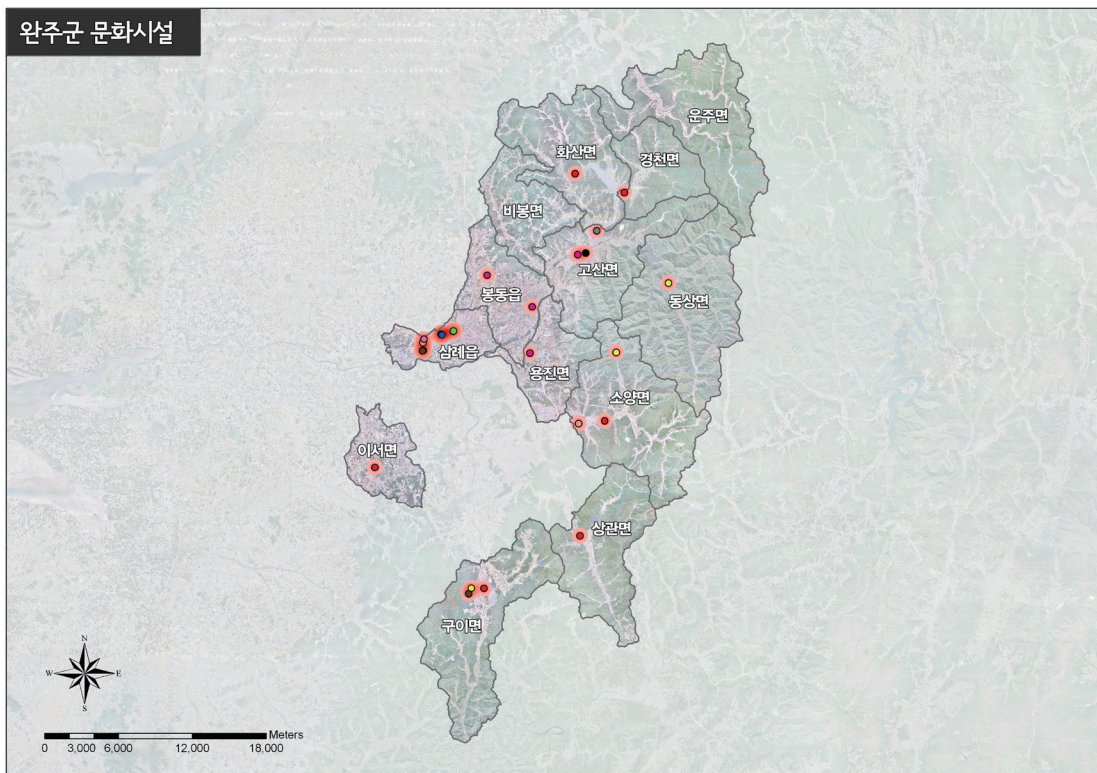 완주군 문화시설
운주면
화산면
경천면
비봉면
고산면
봉동읍
동상면
삼례읍
용진면
소양면
이서면
상관면
구이면
N
W
E
S
Meters
0 3,000 6,000 12,000 18,000